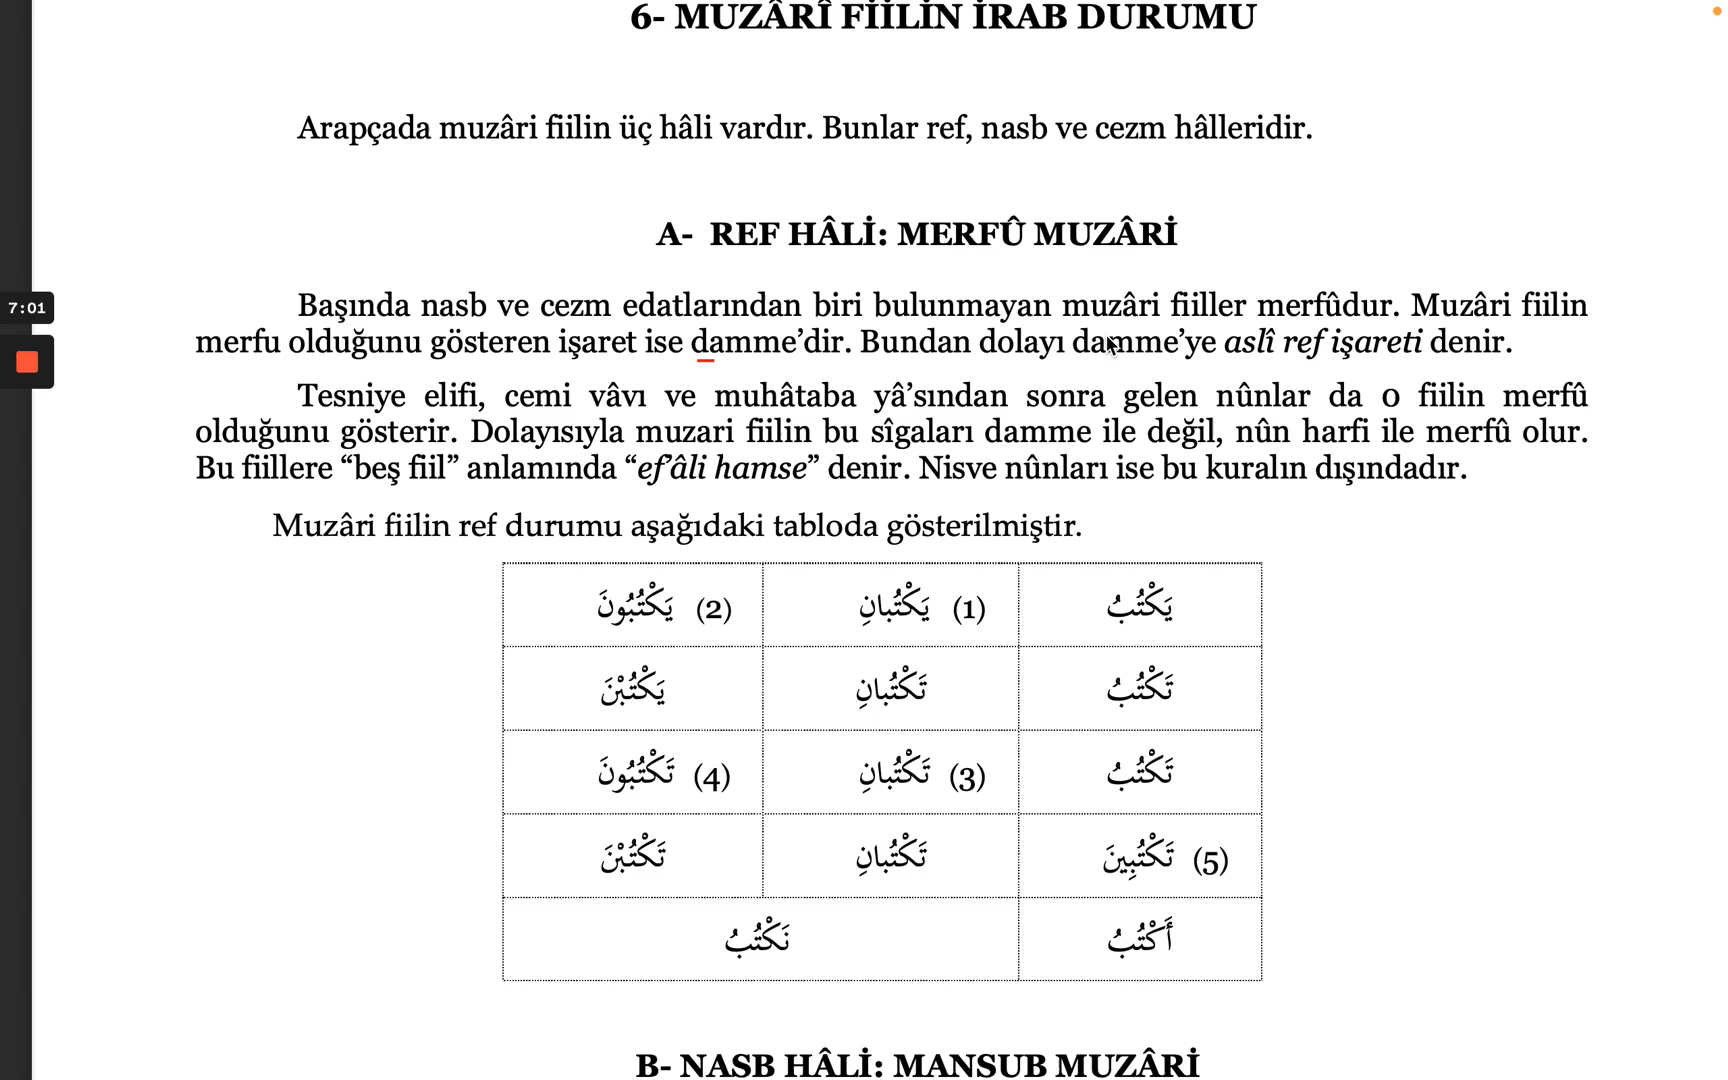 6- MUZÂRÎ FİİLİN İRAB DURUMU
Arapçada muzâri fiilin üç hâli vardır. Bunlar ref, nasb ve cezm hâlleridir.
A- REF HÂLİ: MERFÛ MUZÂRİ
Başında nasb ve cezm edatlarından biri bulunmayan muzâri fiiller merfûdur. Muzâri fiilin
merfu olduğunu gösteren işaret ise damme’dir. Bundan dolayı damme’ye aslî ref işareti denir.
7:01
Tesniye elifi, cemi vâvı ve muhâtaba yâ’sından sonra gelen nûnlar da o fiilin merfû
olduğunu gösterir. Dolayısıyla muzari fiilin bu sîgaları damme ile değil, nûn harfi ile merfû olur.
Bu fiillere “beş fiil” anlamında “ef’âli hamse” denir. Nisve nûnları ise bu kuralın dışındadır.
Muzâri fiilin ref durumu aşağıdaki tabloda gösterilmiştir.
يَكْتُبُ (1) يَكْتُبانِ (2) يَكْتُبُونَ
تَكْتُبُ تَكْتُبانِ يَكْتُبْنَ
تَكْتُبُ (3) تَكْتُبانِ (4) تَكْتُبُونَ
(5) تَكْتُبِينَ تَكْتُبانِ تَكْتُبْنَ
أَكْتُبُ نَكْتُبُ
B- NASB HÂLİ: MANSUB MUZÂRİ